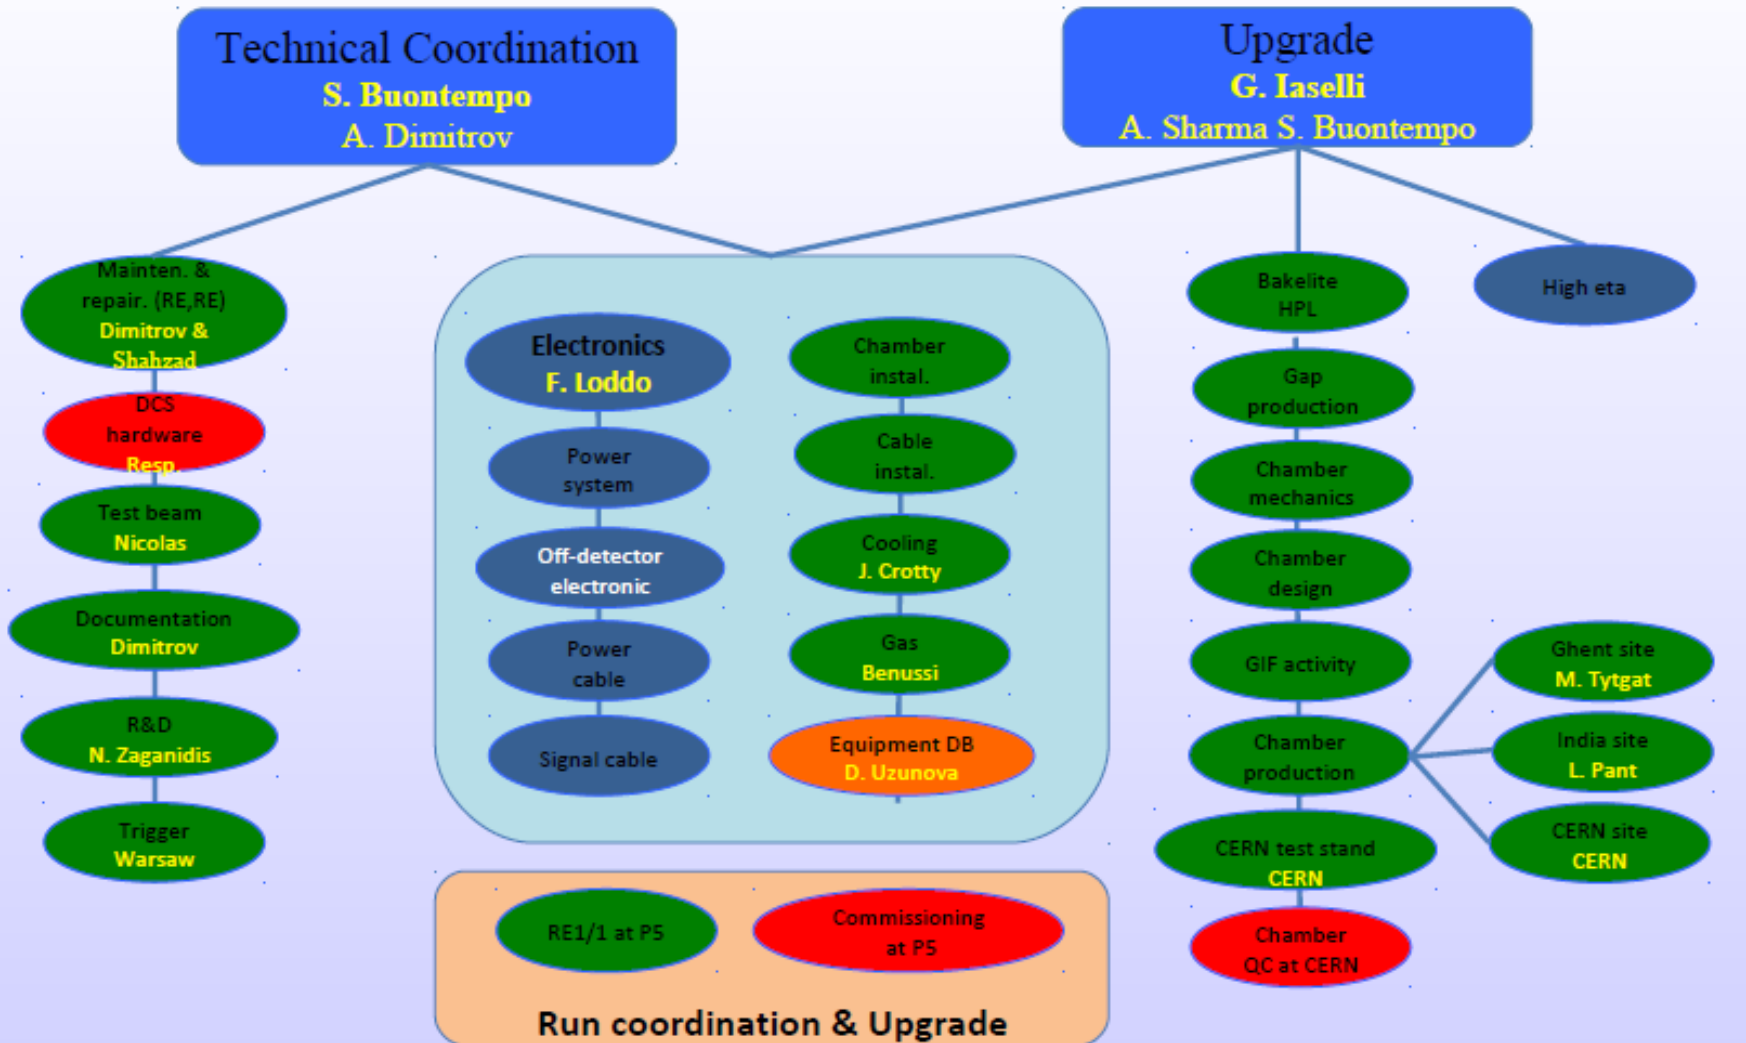 Technical Coordination
S. Buontempo
A. Dimitrov
Upgrade
G. Iaselli
A. Sharma S. Buontempo
Mainten. &
repair. (RE,RE)
Dimitrov &
Shahzad
DCS
hardware
Resp.
Test beam
Nicolas
Documentation
Dimitrov
R&D
N. Zaganidis
Trigger
Warsaw
Electronics
F. Loddo
Power
system
Off-detector
electronic
Power
cable
Signal cable
Chamber
instal.
Cable
instal.
Cooling
J. Crotty
Gas
Benussi
Equipment DB
D. Uzunova
RE1/1 at P5
Commissioning
at P5
Run coordination & Upgrade
Bakelite
HPL
Gap
production
Chamber
mechanics
Chamber
design
GIF activity
Chamber
production
CERN test stand
CERN
Chamber
QC at CERN
High eta
Ghent site
M. Tytgat
India site
L. Pant
CERN site
CERN